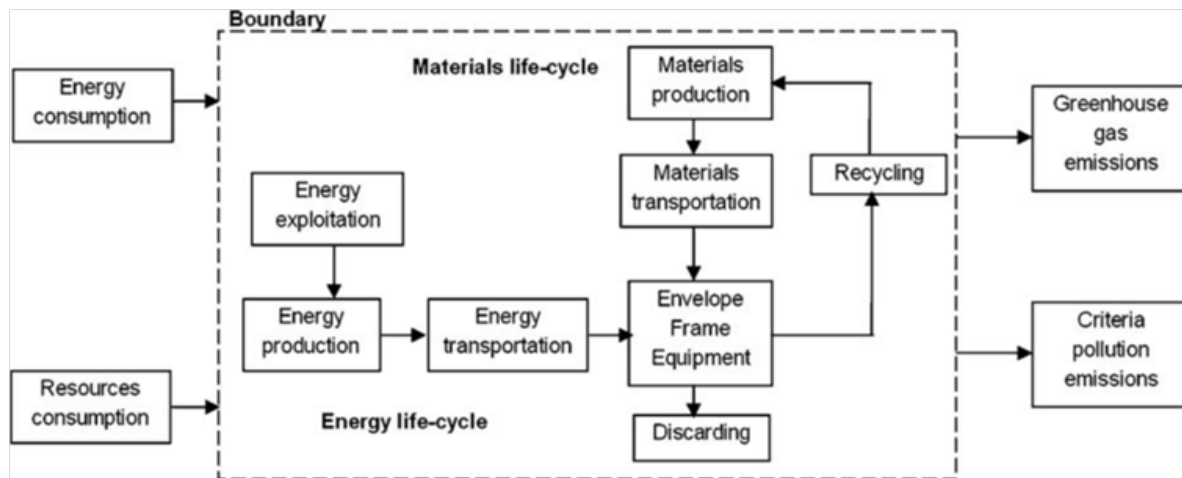 Boundary
Energy
consumption
Resources
consumption
Materials life-cycle
Materials
production
Materials
transportation
Recycling
Energy
exploitation
Energy
production
Energy
transportation
Envelope
Frame
Equipment
Discarding
Energy life-cycle
Greenhouse
gas
emissions
Criteria
pollution
emissions